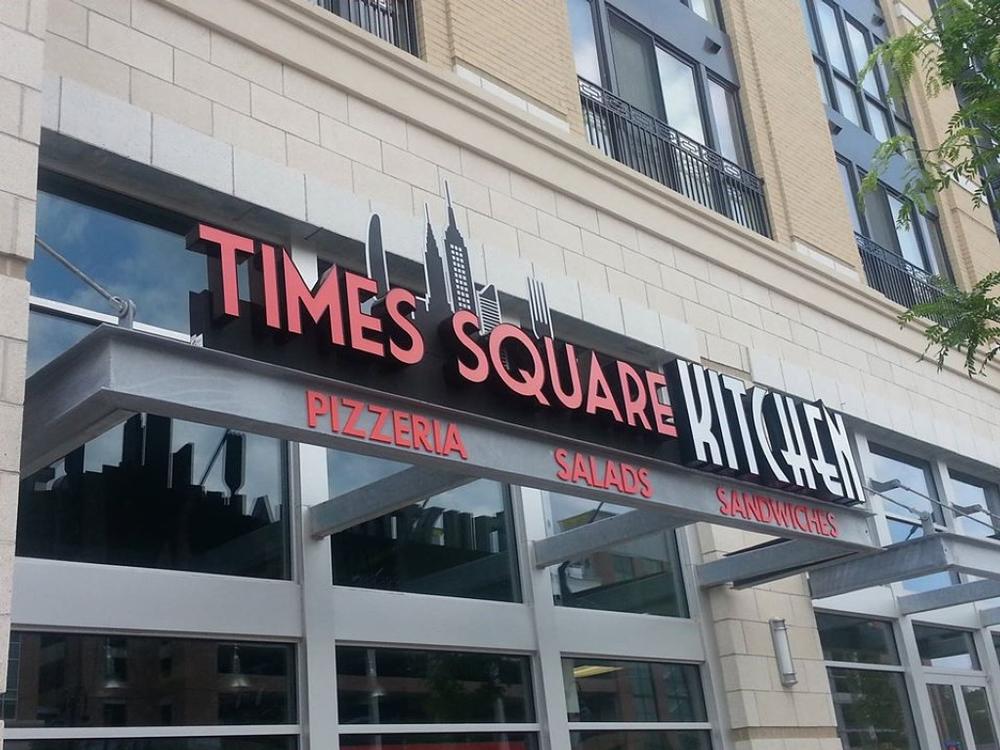 TIMES SQUARE KITCHEN
PIZZERIA SALADS SANDWICHES